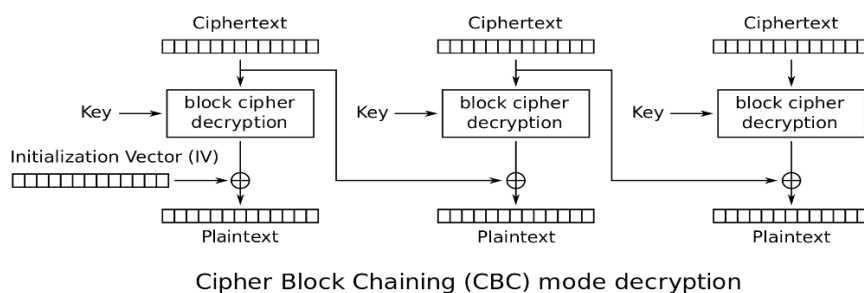 Ciphertext Ciphertext Ciphertext
Key block cipher decryption Key block cipher decryption Key block cipher decryption
Initialization Vector (IV)
Plaintext Plaintext Plaintext
Cipher Block Chaining (CBC) mode decryption